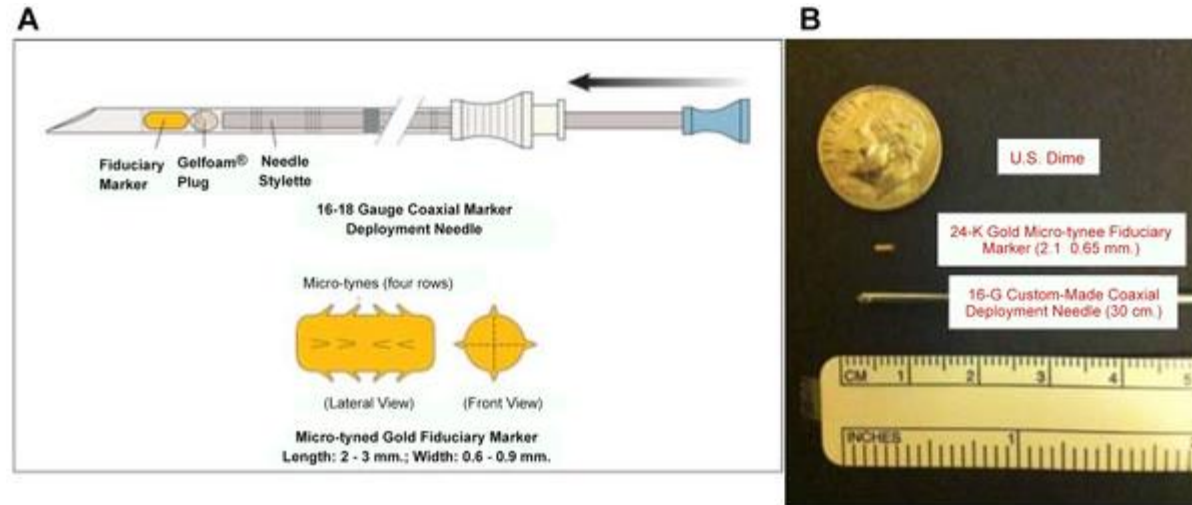 A
Fiduciary
Marker
Gelfoam®
Plug
Needle
Stylette
16-18 Gauge Coaxial Marker
Deployment Needle
Micro-tynes (four rows)
(Lateral View)
(Front View)
Micro-tyned Gold Fiduciary Marker
Length: 2 - 3 mm.; Width: 0.6 - 0.9 mm.
B
U.S. Dime
24-K Gold Micro-tynee Fiduciary
Marker (2.1 0.65 mm.)
16-G Custom-Made Coaxial
Deployment Needle (30 cm.)
CM 1 2 3 4 5
INCHES 1